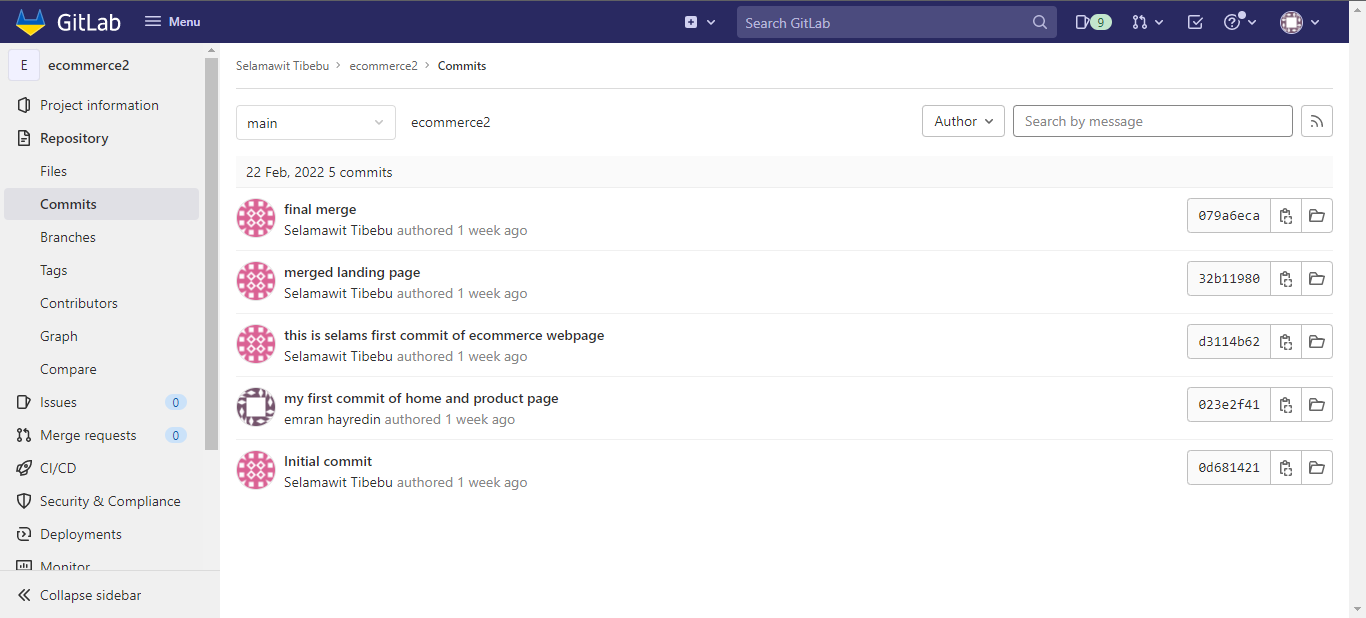 GitLab
Menu
Search GitLab
9
E ecommerce2
Project information
Repository
Files
Commits
Branches
Tags
Contributors
Graph
Compare
Issues 0
Merge requests 0
CI/CD
Security & Compliance
Deployments
Monitor
Collapse sidebar
Selamawit Tibebu › ecommerce2 › Commits
main
ecommerce2
Author
Search by message
22 Feb, 2022 5 commits
final merge
Selamawit Tibebu authored 1 week ago
079a6eca
merged landing page
Selamawit Tibebu authored 1 week ago
32b11980
this is selams first commit of ecommerce webpage
Selamawit Tibebu authored 1 week ago
d3114b62
my first commit of home and product page
emran hayredin authored 1 week ago
023e2f41
Initial commit
Selamawit Tibebu authored 1 week ago
0d681421